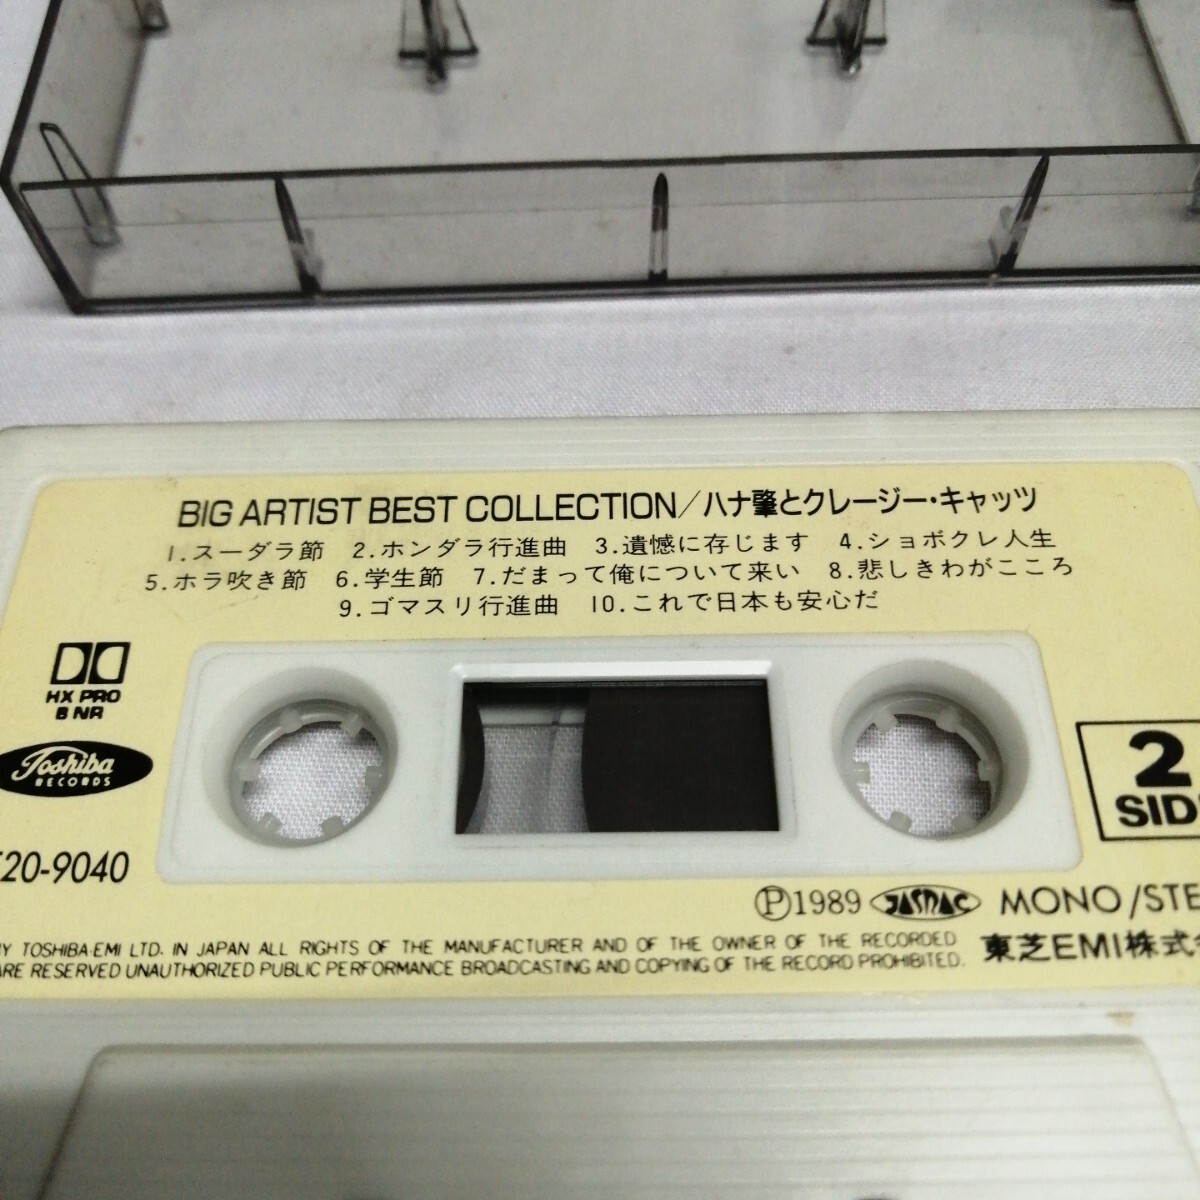 BIG ARTIST BEST COLLECTION/ハナ肇とクレージー・キャッツ
1.スーダラ節 2.ホンダラ行進曲 3.遺憾に存じます 4.ショボクレ人生
5.ホラ吹き節 6.学生節 7.だまって俺について来い 8.悲しきわがこころ
9.ゴマスリ行進曲 10.これで日本も安心だ
HX PRO
B NR
Toshiba
RECORDS
2
SIDE
20-9040
Ⓟ1989 JASRAC MONO/STE
BY TOSHIBA-EMI LTD. IN JAPAN ALL RIGHTS OF THE MANUFACTURER AND OF THE OWNER OF THE RECORDED
ARE RESERVED UNAUTHORIZED PUBLIC PERFORMANCE BROADCASTING AND COPYING OF THE RECORD PROHIBITED.
東芝EMI株式会